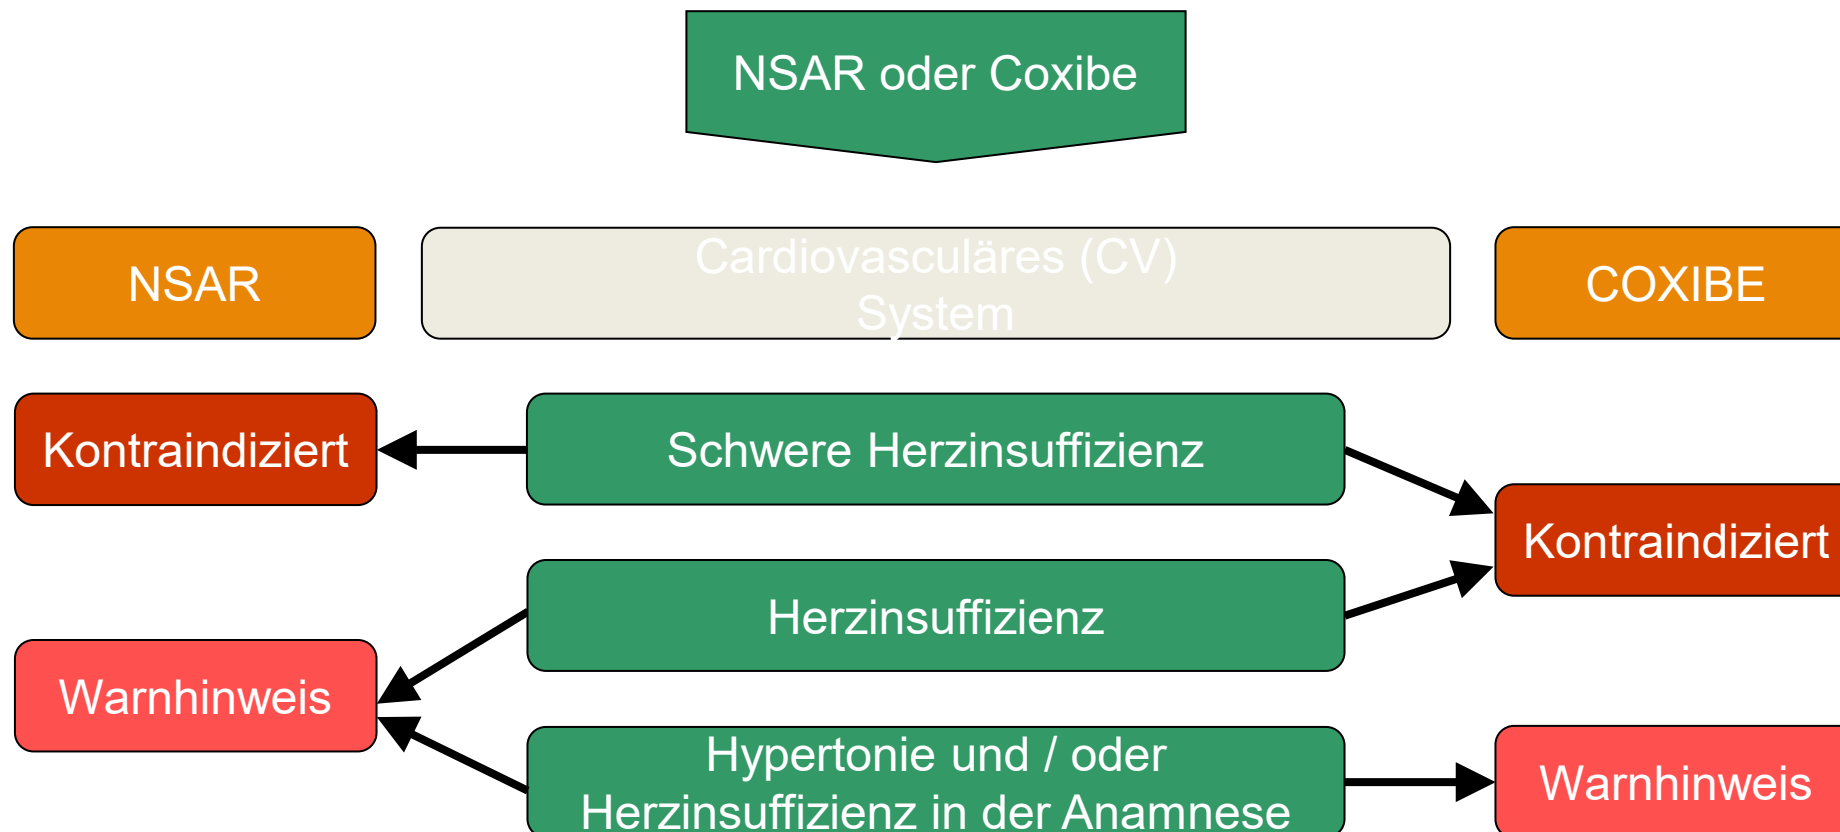 NSAR oder Coxibe
NSAR
Cardiovasculäres (CV)
System
COXIBE
Kontraindiziert
Schwere Herzinsuffizienz
Kontraindiziert
Herzinsuffizienz
Warnhinweis
Hypertonie und / oder
Herzinsuffizienz in der Anamnese
Warnhinweis